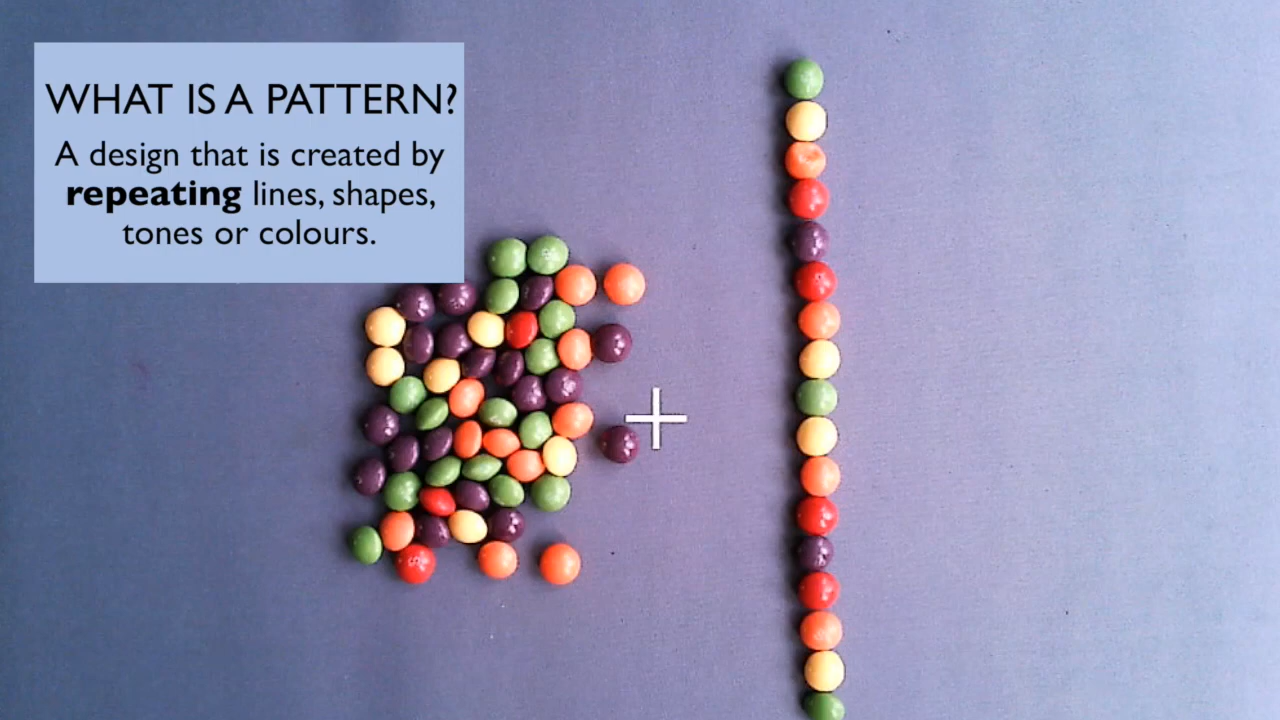 WHAT IS A PATTERN?
A design that is created by
repeating lines, shapes,
tones or colours.